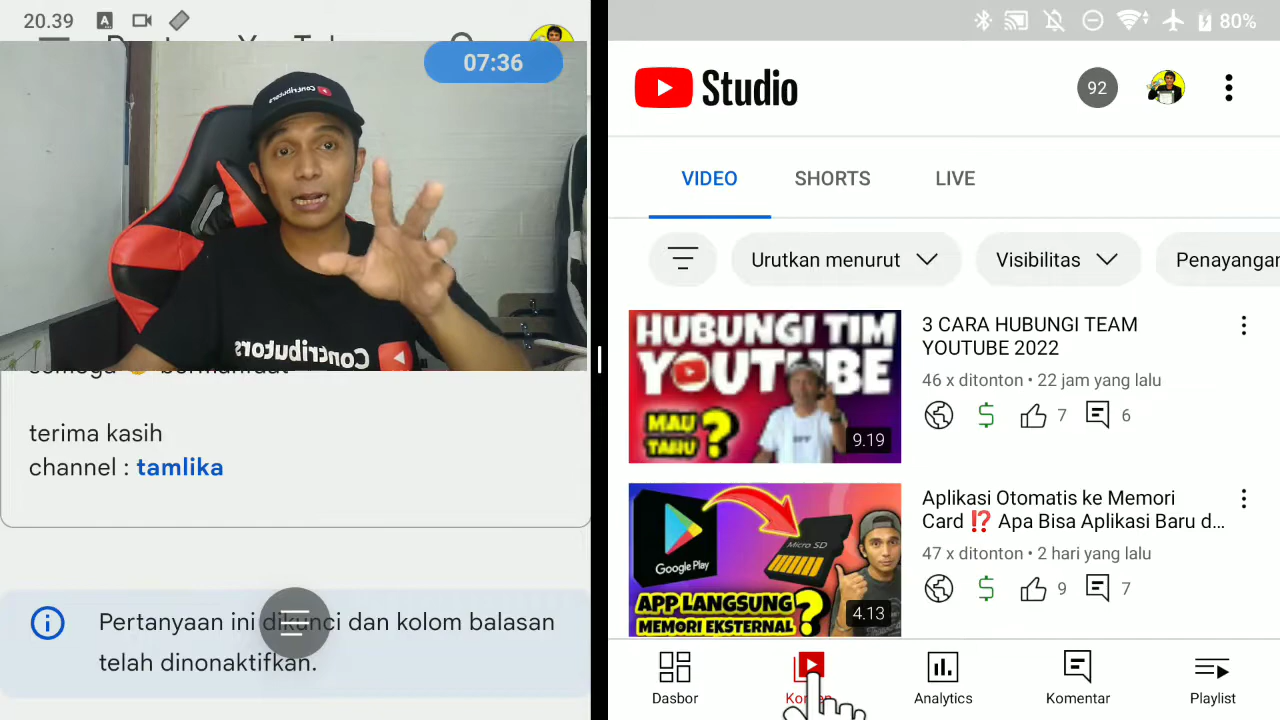 20.39
07:36
Contributors
Contributors
terima kasih
channel : tamlika
Pertanyaan ini dikunci dan kolom balasan
telah dinonaktifkan.
80%
Studio
92
VIDEO
SHORTS
LIVE
Urutkan menurut
Visibilitas
Penayangan
HUBUNGI TIM
YOUTUBE
MAU
TAHU ?
9.19
3 CARA HUBUNGI TEAM
YOUTUBE 2022
46 x ditonton • 22 jam yang lalu
7
6
Google Play
Micro SD
APP LANGSUNG
MEMORI EKSTERNAL ?
4.13
Aplikasi Otomatis ke Memori
Card ⁉️ Apa Bisa Aplikasi Baru d...
47 x ditonton • 2 hari yang lalu
9
7
Dasbor
Konten
Analytics
Komentar
Playlist